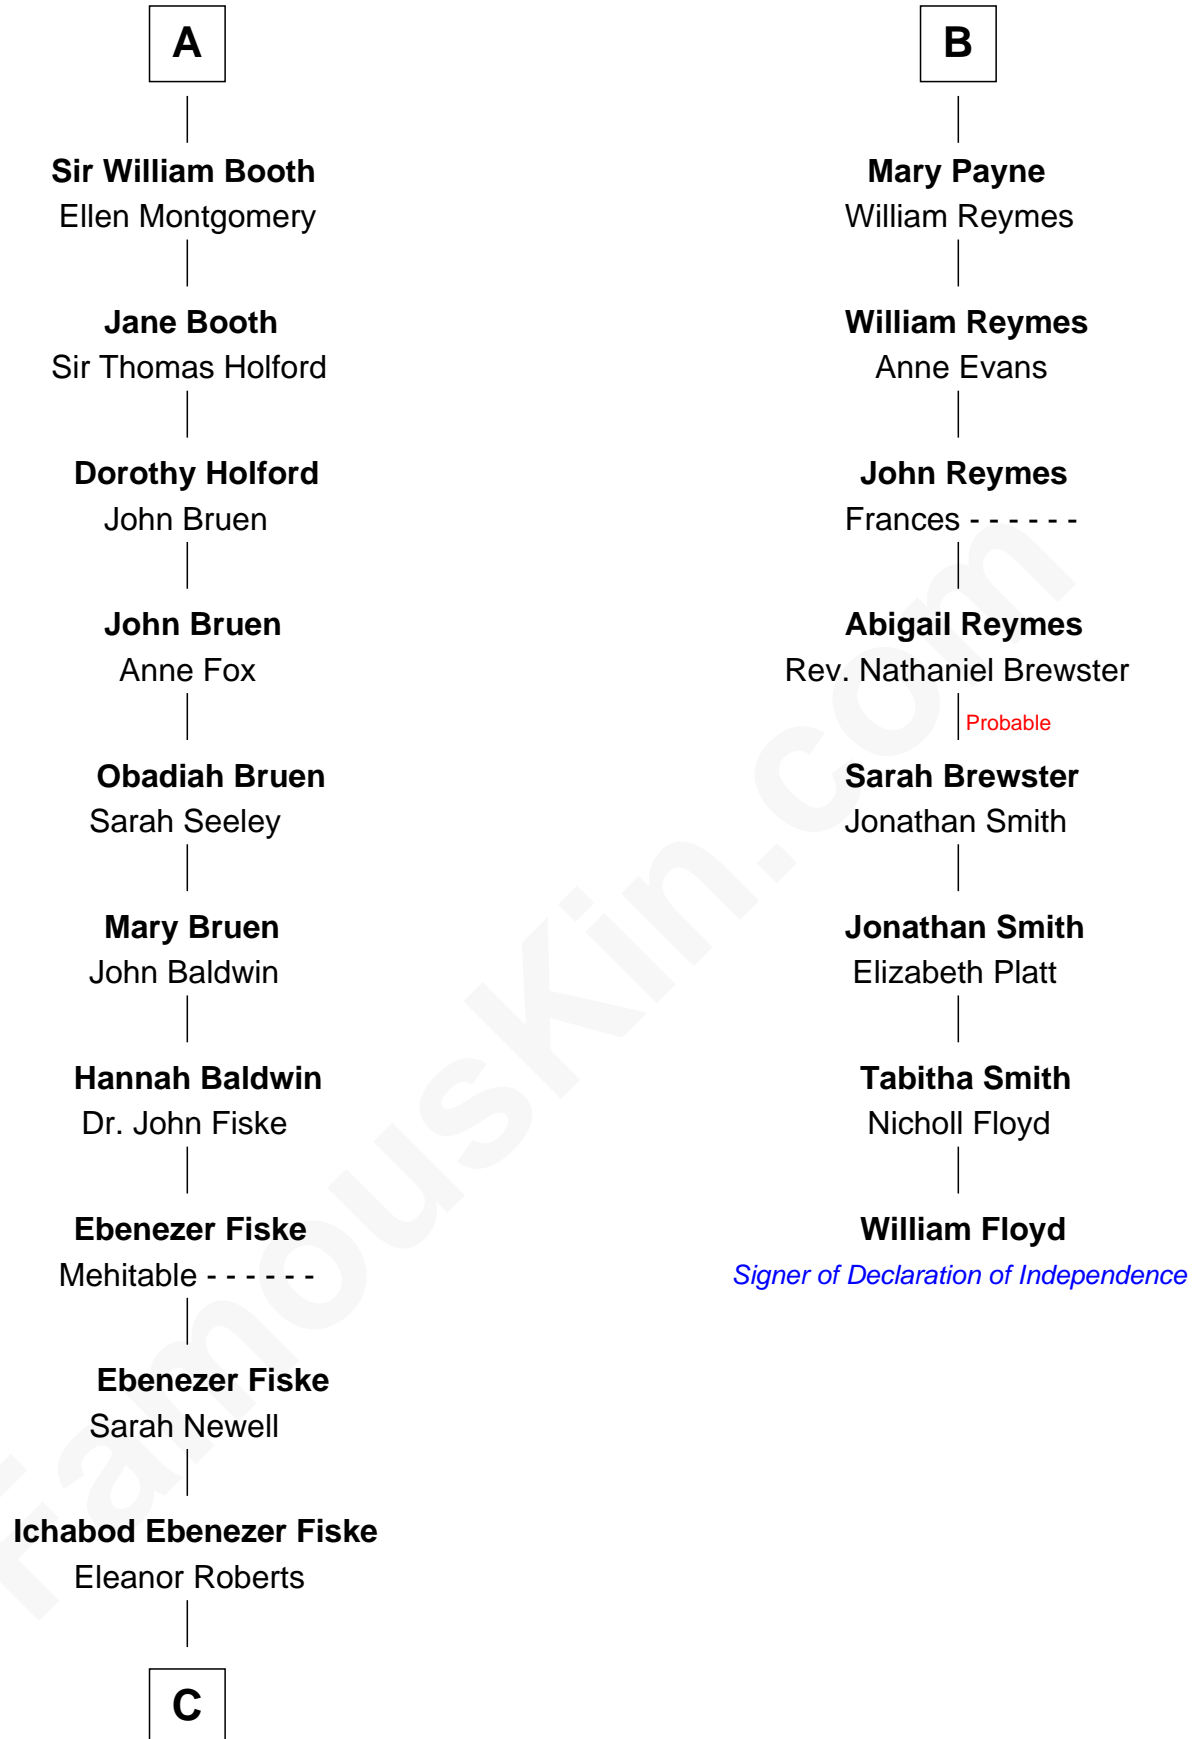 A
Sir William Booth
Ellen Montgomery
Jane Booth
Sir Thomas Holford
Dorothy Holford
John Bruen
John Bruen
Anne Fox
Obadiah Bruen
Sarah Seeley
Mary Bruen
John Baldwin
Hannah Baldwin
Dr. John Fiske
Ebenezer Fiske
Mehitable - - - - - -
Ebenezer Fiske
Sarah Newell
Ichabod Ebenezer Fiske
Eleanor Roberts
C
B
Mary Payne
William Reymes
William Reymes
Anne Evans
John Reymes
Frances - - - - - -
Abigail Reymes
Rev. Nathaniel Brewster
Probable
Sarah Brewster
Jonathan Smith
Jonathan Smith
Elizabeth Platt
Tabitha Smith
Nicholl Floyd
William Floyd
Signer of Declaration of Independence
FamousKin.com